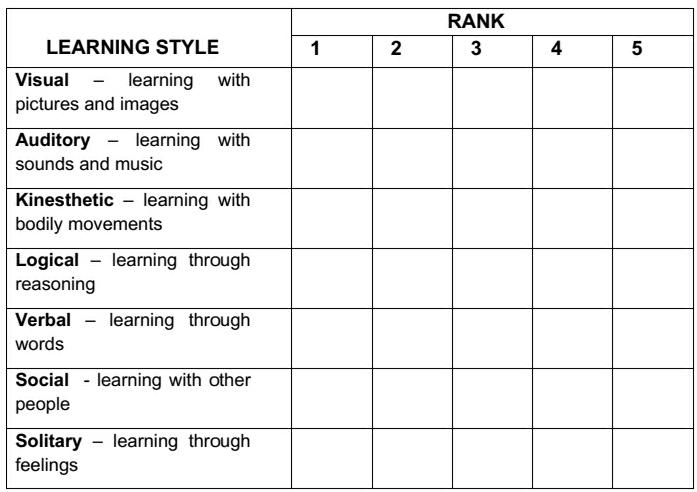 RANK
LEARNING STYLE 1 2 3 4 5
Visual – learning with
pictures and images
Auditory – learning with
sounds and music
Kinesthetic – learning with
bodily movements
Logical – learning through
reasoning
Verbal – learning through
words
Social - learning with other
people
Solitary – learning through
feelings